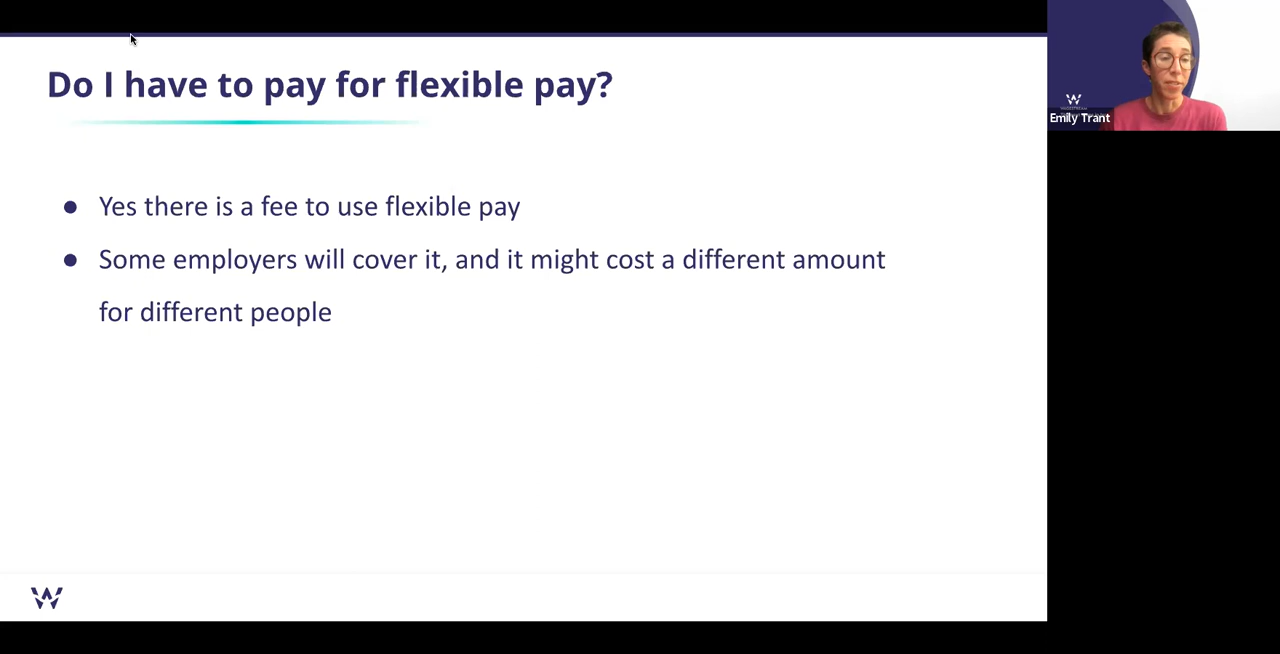 Do I have to pay for flexible pay?
● Yes there is a fee to use flexible pay
● Some employers will cover it, and it might cost a different amount
for different people
Emily Trant